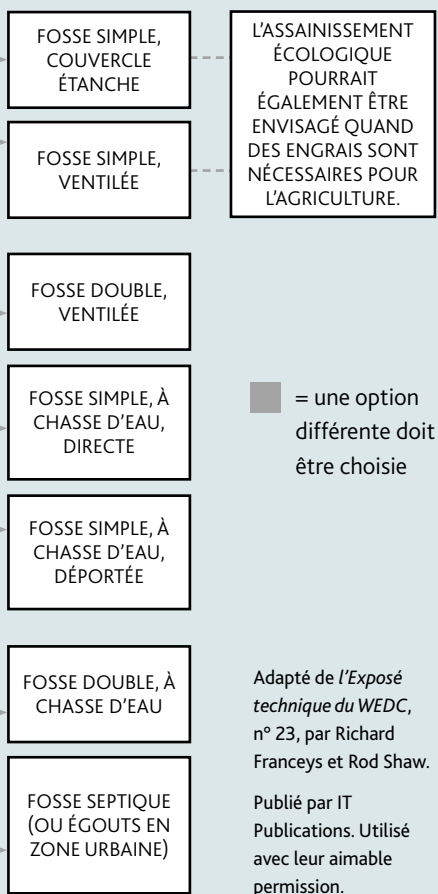 FOSSE SIMPLE,
COUVERCLE
ÉTANCHE
L'ASSAINISSEMENT
ÉCOLOGIQUE
POURRAIT
ÉGALEMENT ÊTRE
ENVISAGÉ QUAND
DES ENGRAIS SONT
NÉCESSAIRES POUR
L'AGRICULTURE.
FOSSE SIMPLE,
VENTILÉE
FOSSE DOUBLE,
VENTILÉE
FOSSE SIMPLE, À
CHASSE D'EAU,
DIRECTE
= une option
différente doit
être choisie
FOSSE SIMPLE, À
CHASSE D'EAU,
DÉPORTÉE
FOSSE DOUBLE, À
CHASSE D'EAU
FOSSE SEPTIQUE
(OU ÉGOUTS EN
ZONE URBAINE)
Adapté de l'Exposé
technique du WEDC,
n° 23, par Richard
Franceys et Rod Shaw.
Publié par IT
Publications. Utilisé
avec leur aimable
permission.